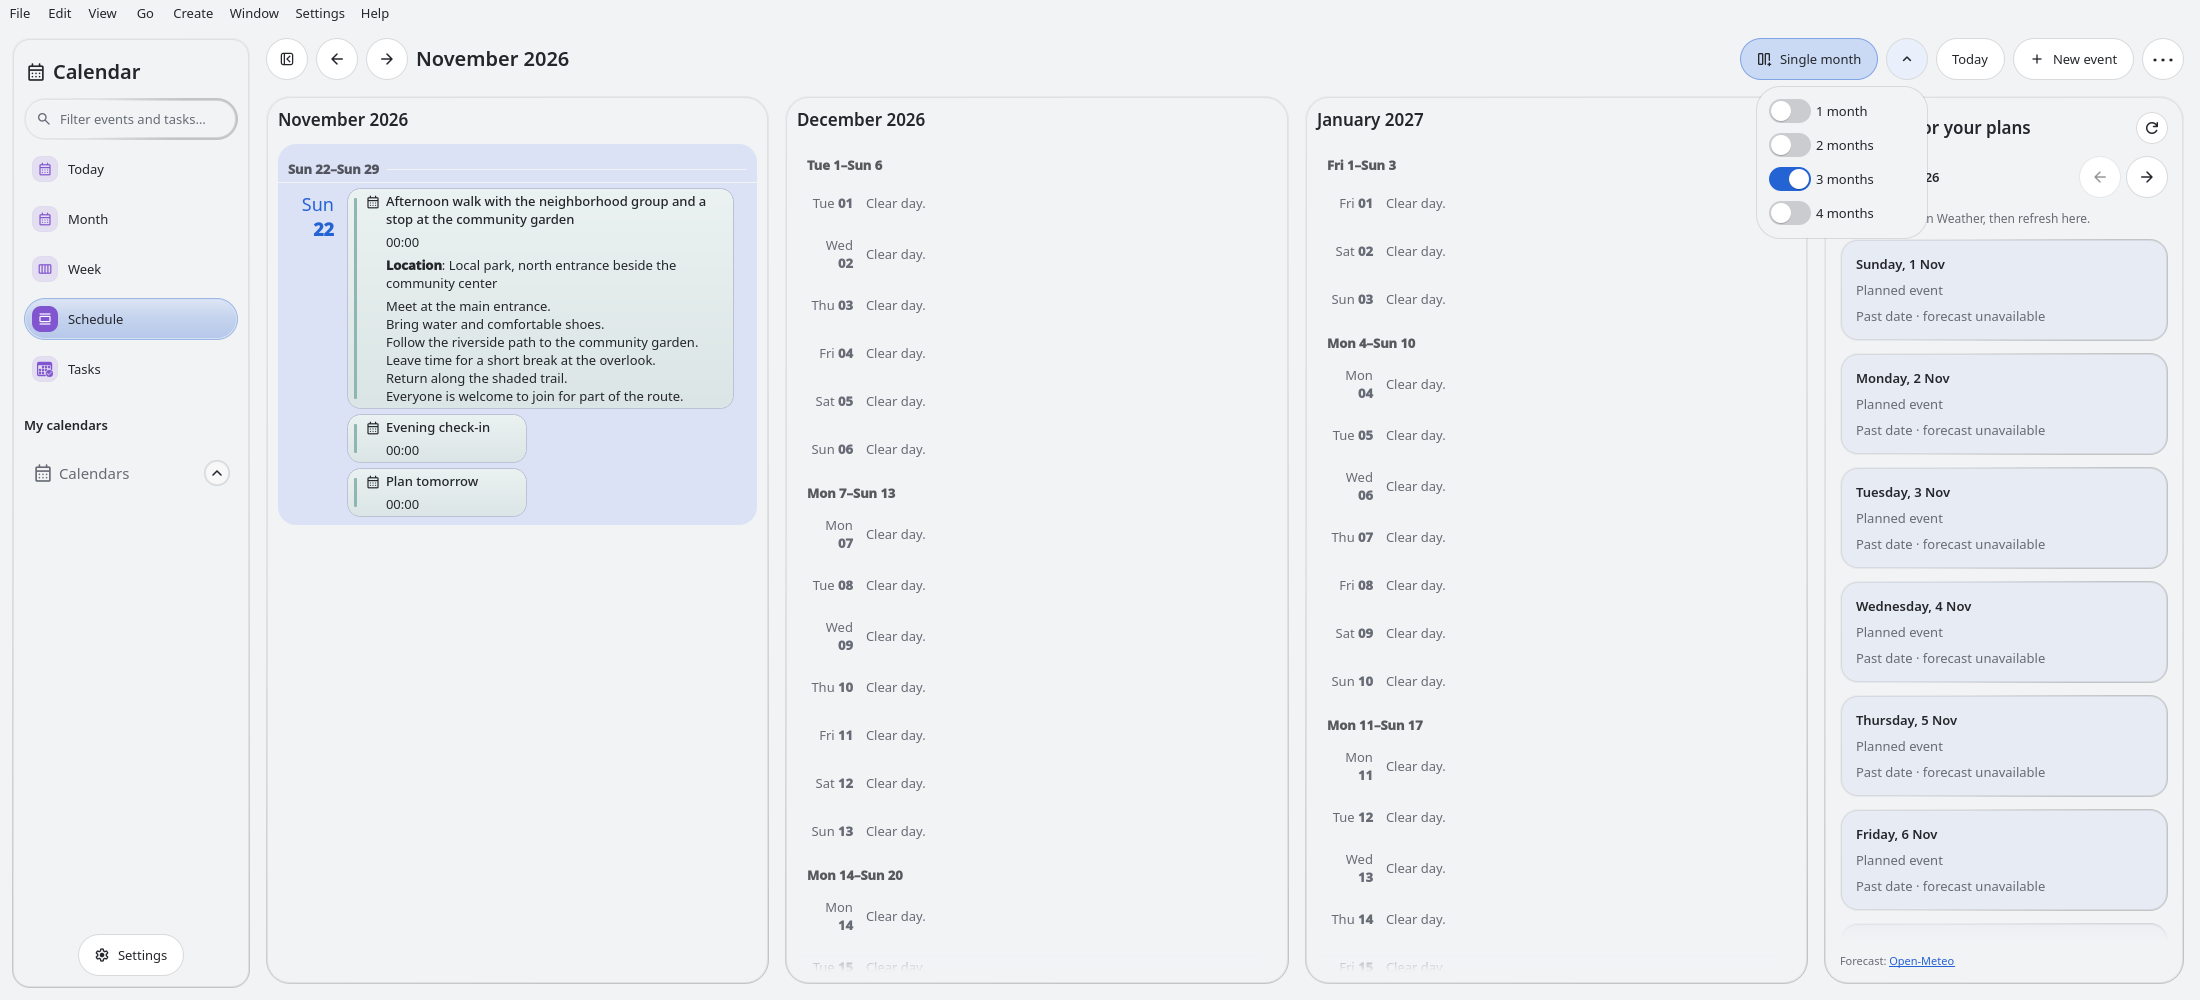 File Edit View Go Create Window Settings Help
Calendar
Filter events and tasks...
Today
Month
Week
Schedule
Tasks
My calendars
Calendars
Settings
November 2026
Single month
Today
New event
1 month
2 months
3 months
4 months
November 2026
Sun 22–Sun 29
Sun
22
Afternoon walk with the neighborhood group and a
stop at the community garden
00:00
Location: Local park, north entrance beside the
community center
Meet at the main entrance.
Bring water and comfortable shoes.
Follow the riverside path to the community garden.
Leave time for a short break at the overlook.
Return along the shaded trail.
Everyone is welcome to join for part of the route.
Evening check-in
00:00
Plan tomorrow
00:00
December 2026
Tue 1–Sun 6
Tue 01 Clear day.
Wed
02 Clear day.
Thu 03 Clear day.
Fri 04 Clear day.
Sat 05 Clear day.
Sun 06 Clear day.
Mon 7–Sun 13
Mon
07 Clear day.
Tue 08 Clear day.
Wed
09 Clear day.
Thu 10 Clear day.
Fri 11 Clear day.
Sat 12 Clear day.
Sun 13 Clear day.
Mon 14–Sun 20
Mon
14 Clear day.
Tue 15 Clear day.
January 2027
Fri 1–Sun 3
Fri 01 Clear day.
Sat 02 Clear day.
Sun 03 Clear day.
Mon 4–Sun 10
Mon
04 Clear day.
Tue 05 Clear day.
Wed
06 Clear day.
Thu 07 Clear day.
Fri 08 Clear day.
Sat 09 Clear day.
Sun 10 Clear day.
Mon 11–Sun 17
Mon
11 Clear day.
Tue 12 Clear day.
Wed
13 Clear day.
Thu 14 Clear day.
Fri 15 Clear day.
or your plans
26
n Weather, then refresh here.
Sunday, 1 Nov
Planned event
Past date · forecast unavailable
Monday, 2 Nov
Planned event
Past date · forecast unavailable
Tuesday, 3 Nov
Planned event
Past date · forecast unavailable
Wednesday, 4 Nov
Planned event
Past date · forecast unavailable
Thursday, 5 Nov
Planned event
Past date · forecast unavailable
Friday, 6 Nov
Planned event
Past date · forecast unavailable
Forecast: Open-Meteo